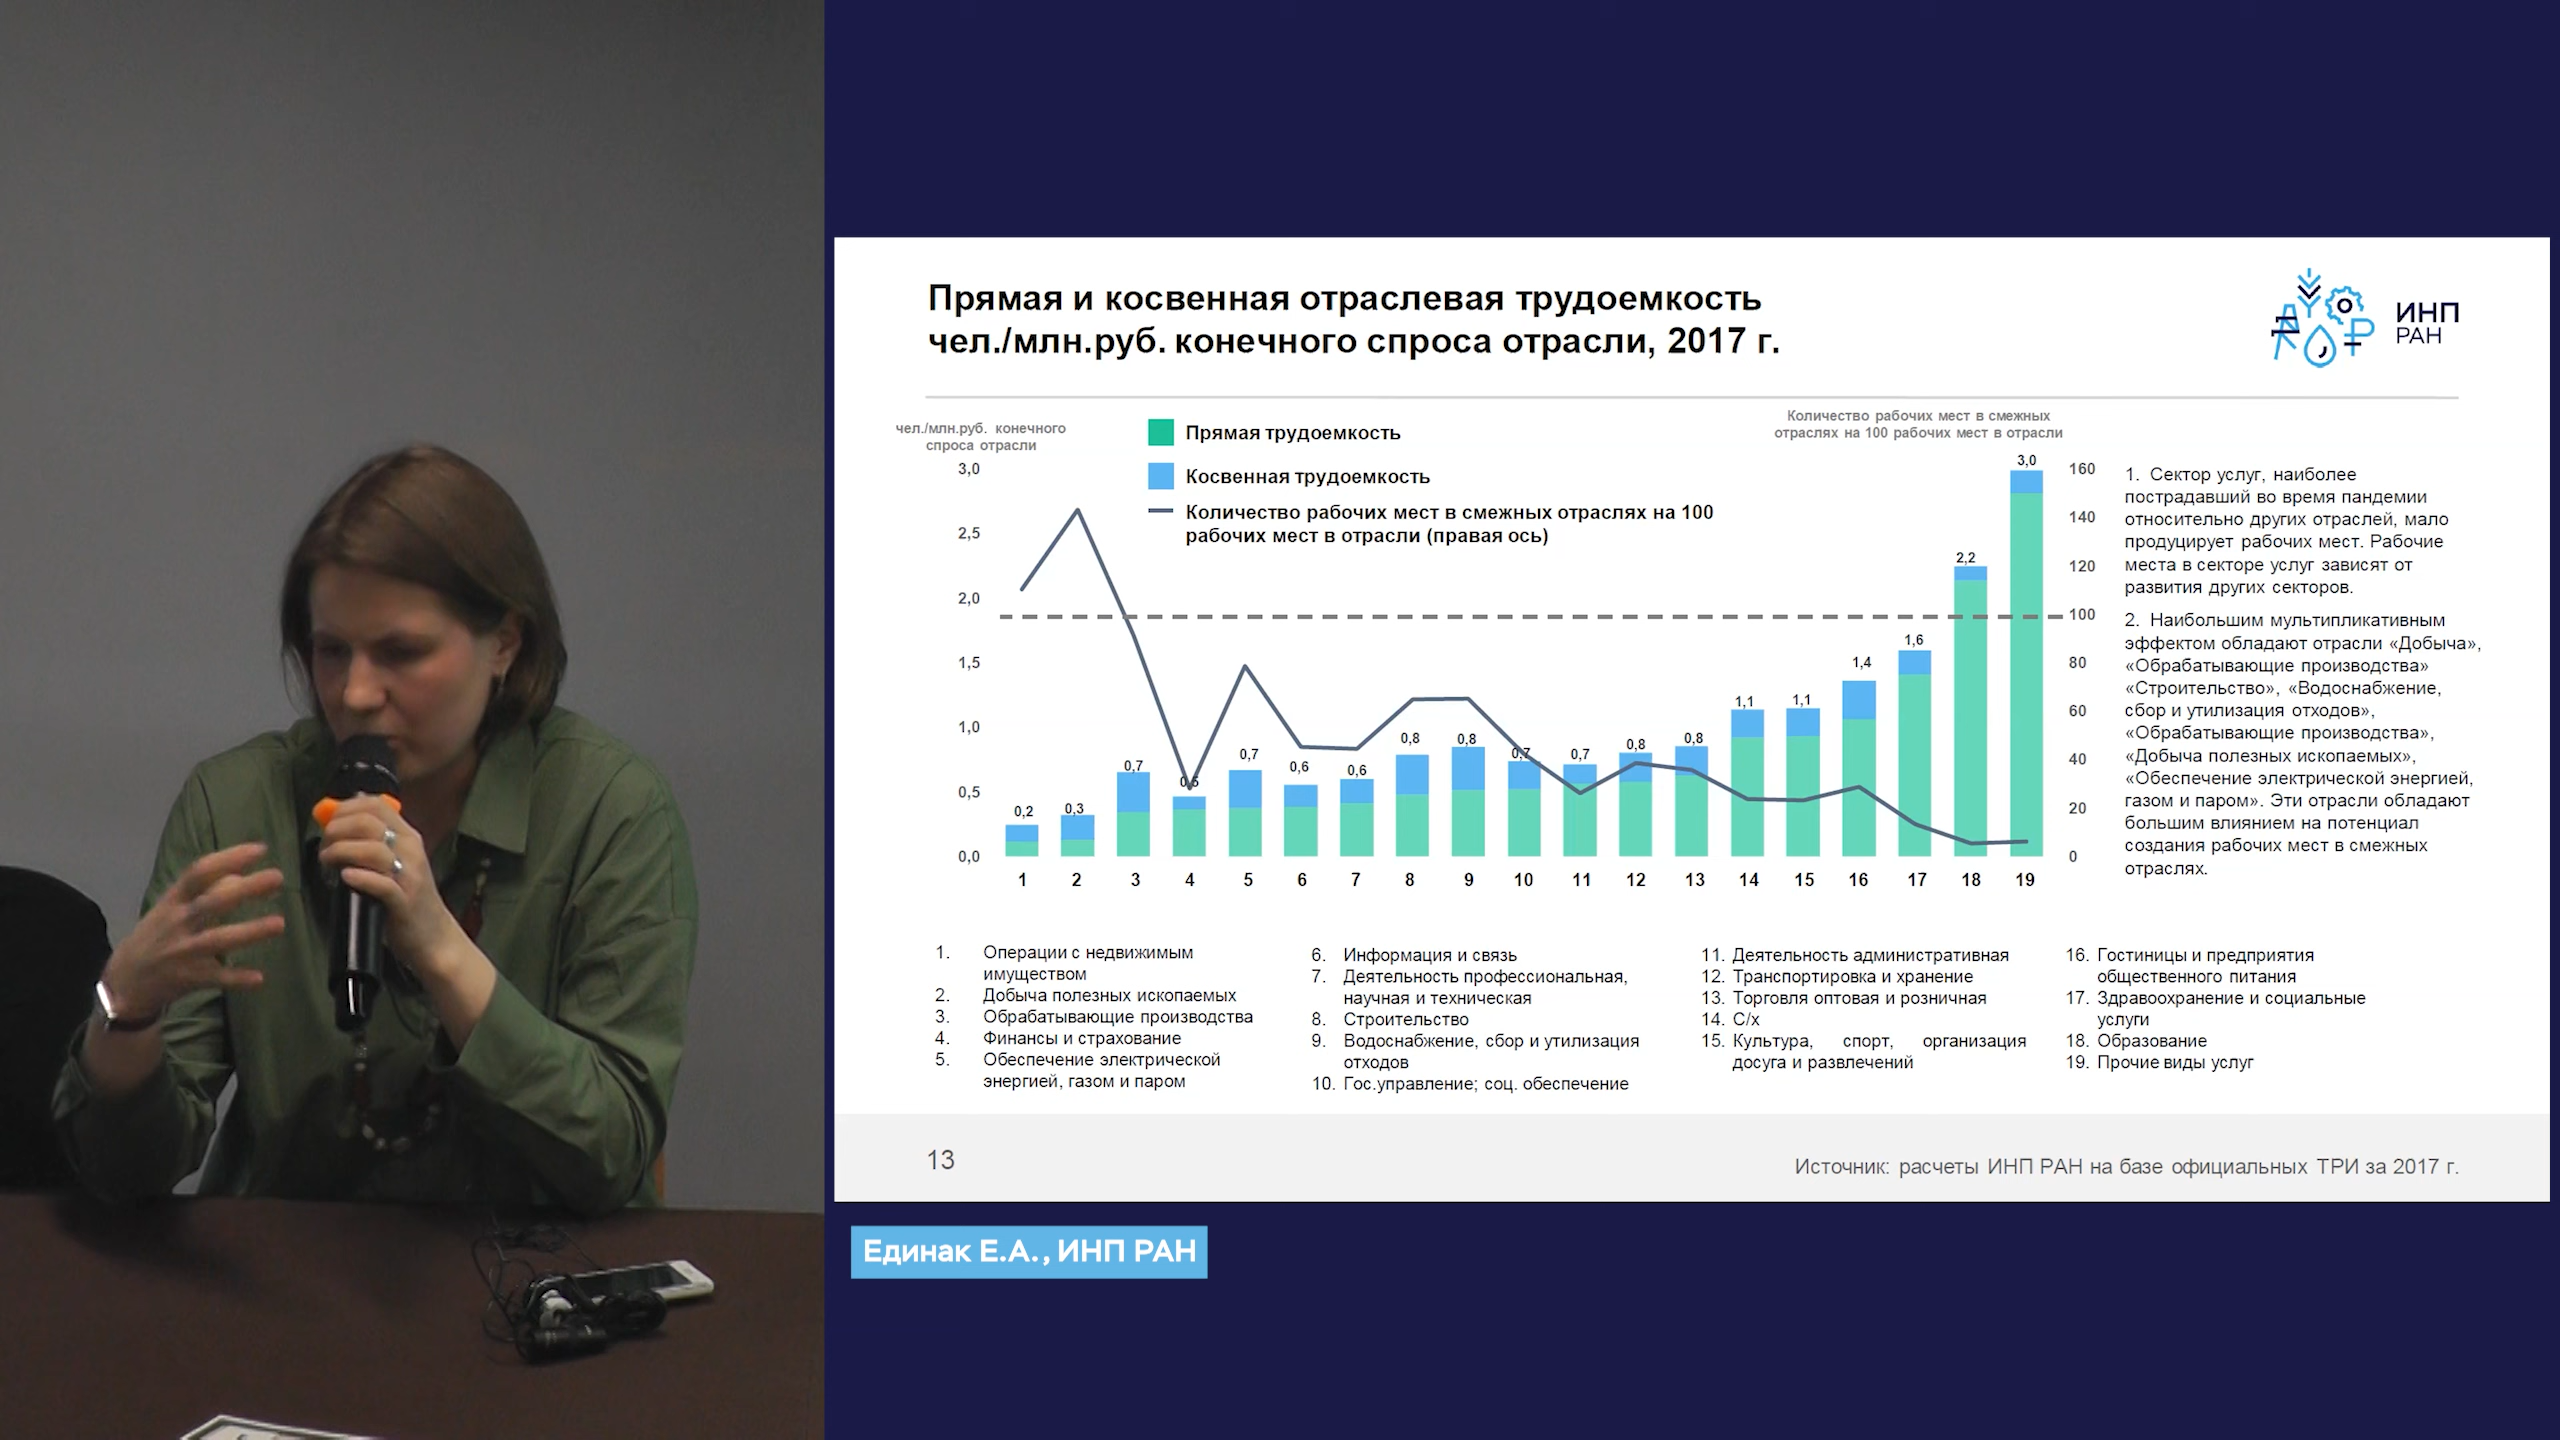 Прямая и косвенная отраслевая трудоемкость
чел./млн.руб. конечного спроса отрасли, 2017 г.
ИНП
РАН
чел./млн.руб. конечного
спроса отрасли
Прямая трудоемкость
Косвенная трудоемкость
Количество рабочих мест в смежных отраслях на 100
рабочих мест в отрасли (правая ось)
Количество рабочих мест в смежных
отраслях на 100 рабочих мест в отрасли
3,0
2,5
2,0
1,5
1,0
0,5
0,0
0,2
0,3
0,7
0,5
0,7
0,6
0,6
0,8
0,8
0,7
0,7
0,8
0,8
1,1
1,1
1,4
1,6
2,2
3,0
160
140
120
100
80
60
40
20
0
1 2 3 4 5 6 7 8 9 10 11 12 13 14 15 16 17 18 19
1. Сектор услуг, наиболее
пострадавший во время пандемии
относительно других отраслей, мало
продуцирует рабочих мест. Рабочие
места в секторе услуг зависят от
развития других секторов.
2. Наибольшим мультипликативным
эффектом обладают отрасли «Добыча»,
«Обрабатывающие производства»
«Строительство», «Водоснабжение,
сбор и утилизация отходов»,
«Обрабатывающие производства»,
«Добыча полезных ископаемых»,
«Обеспечение электрической энергией,
газом и паром». Эти отрасли обладают
большим влиянием на потенциал
создания рабочих мест в смежных
отраслях.
1. Операции с недвижимым
имуществом
2. Добыча полезных ископаемых
3. Обрабатывающие производства
4. Финансы и страхование
5. Обеспечение электрической
энергией, газом и паром
6. Информация и связь
7. Деятельность профессиональная,
научная и техническая
8. Строительство
9. Водоснабжение, сбор и утилизация
отходов
10. Гос.управление; соц. обеспечение
11. Деятельность административная
12. Транспортировка и хранение
13. Торговля оптовая и розничная
14. С/х
15. Культура, спорт, организация
досуга и развлечений
16. Гостиницы и предприятия
общественного питания
17. Здравоохранение и социальные
услуги
18. Образование
19. Прочие виды услуг
13
Источник: расчеты ИНП РАН на базе официальных ТРИ за 2017 г.
Единак Е.А., ИНП РАН